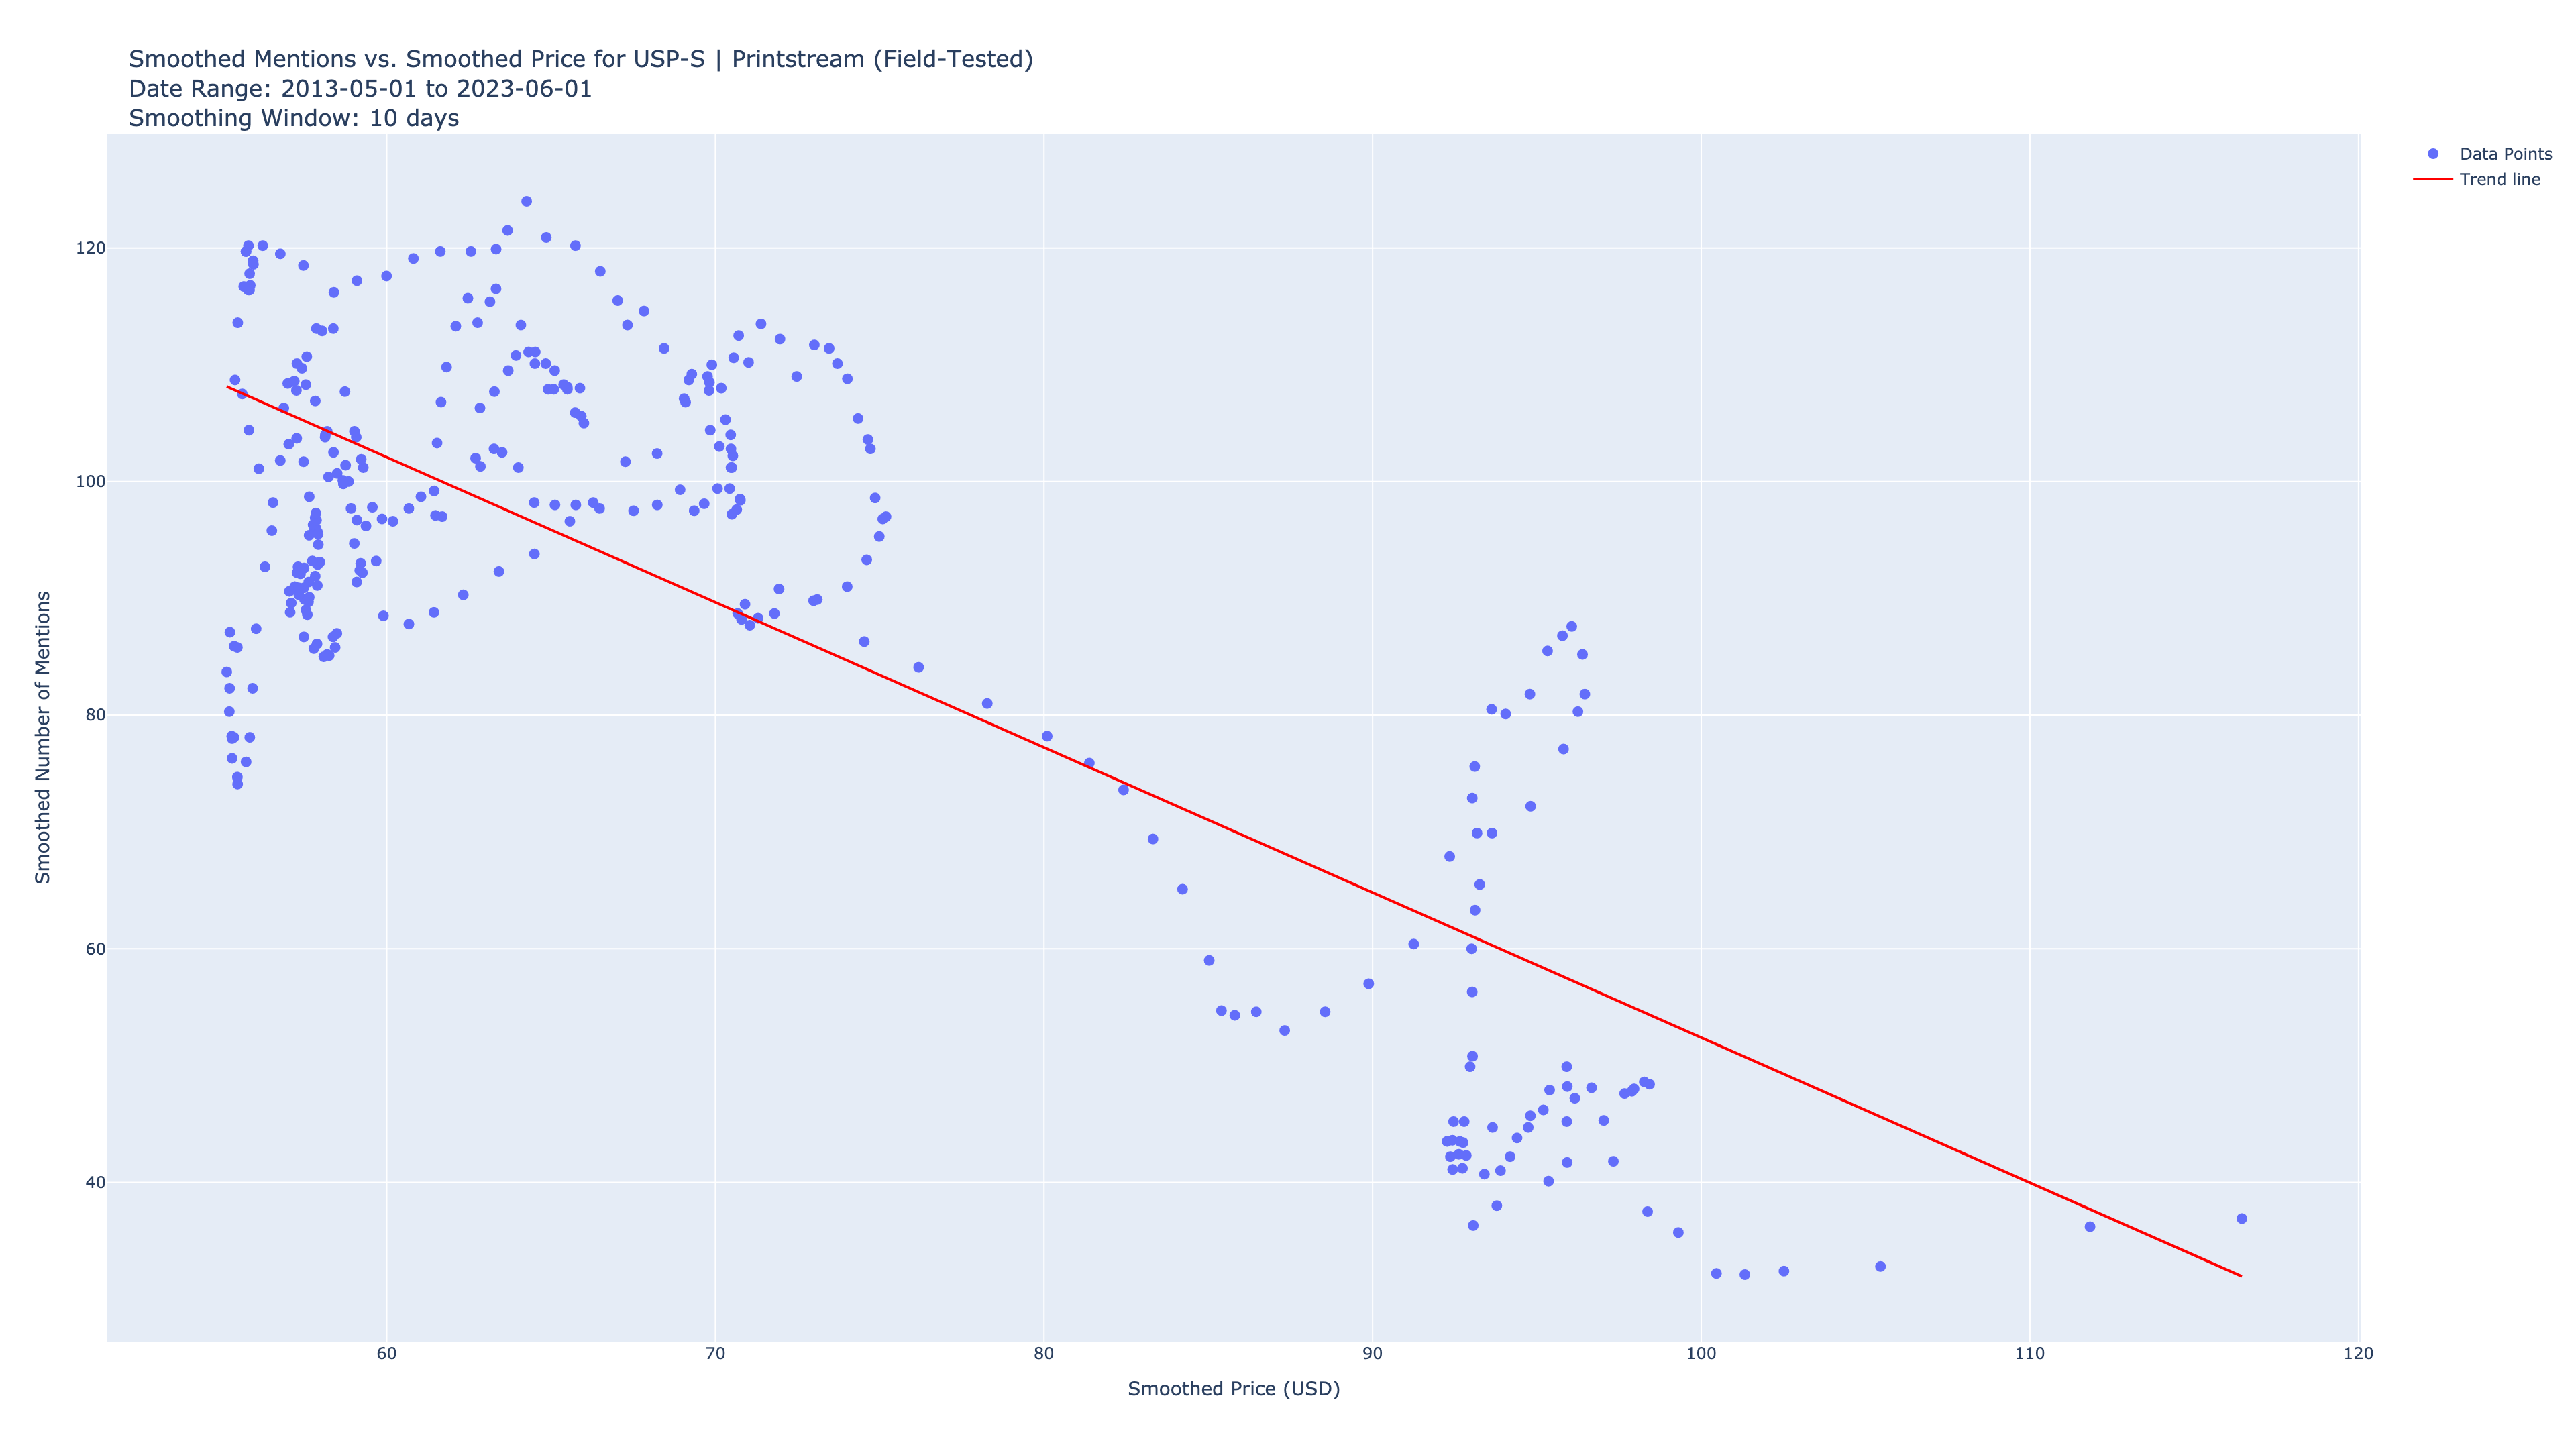 Smoothed Mentions vs. Smoothed Price for USP-S | Printstream (Field-Tested)
Date Range: 2013-05-01 to 2023-06-01
Smoothing Window: 10 days
Data Points
Trend line
120
100
80
60
40
Smoothed Number of Mentions
60
70
80
90
100
110
120
Smoothed Price (USD)